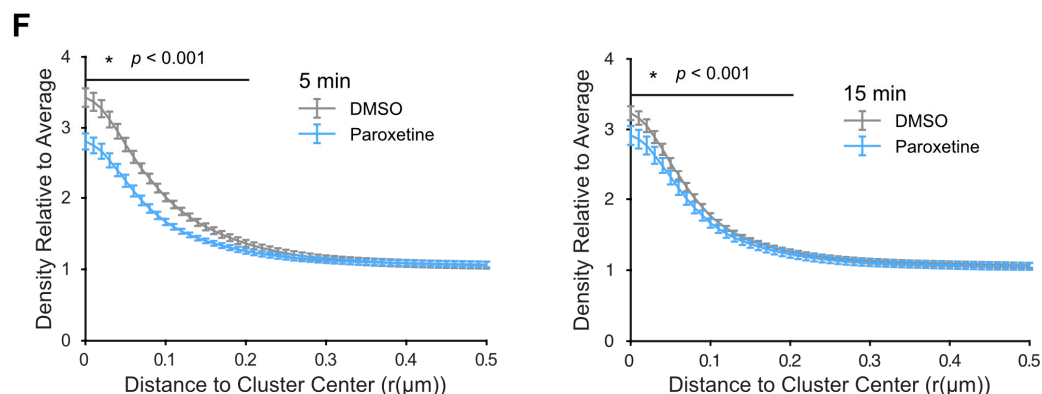 F
4
3
2
1
0
* p < 0.001
5 min
DMSO
Paroxetine
Density Relative to Average
0 0.1 0.2 0.3 0.4 0.5
Distance to Cluster Center (r(μm))
4
3
2
1
0
* p < 0.001
15 min
DMSO
Paroxetine
Density Relative to Average
0 0.1 0.2 0.3 0.4 0.5
Distance to Cluster Center (r(μm))